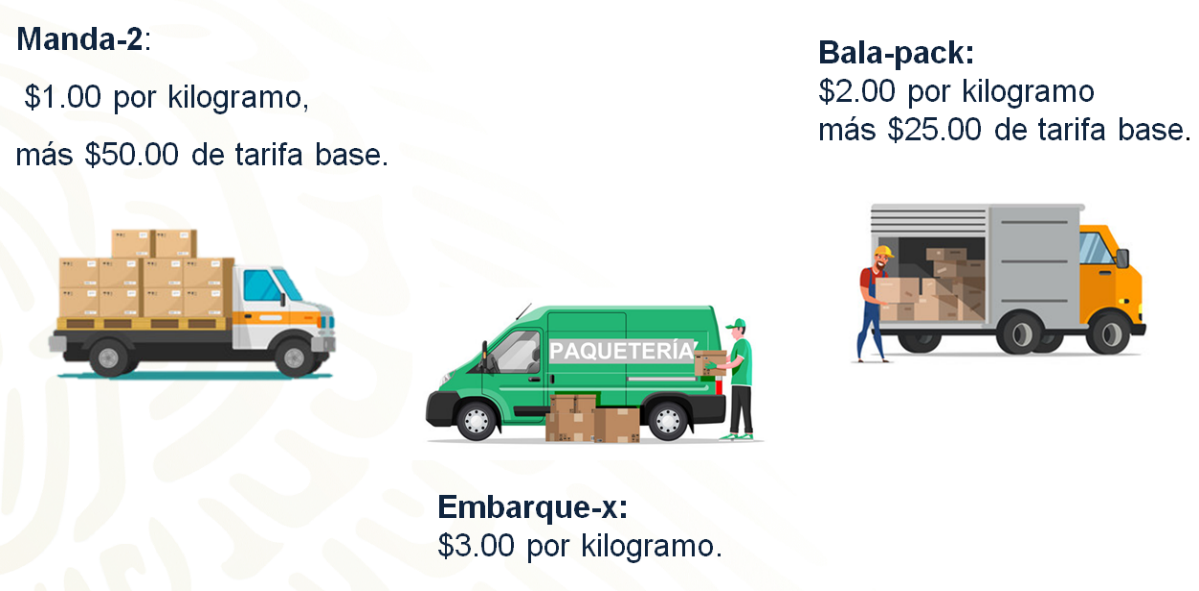 Manda-2:
$1.00 por kilogramo,
más $50.00 de tarifa base.
Bala-pack:
$2.00 por kilogramo
más $25.00 de tarifa base.
PAQUETERÍA
Embarque-x:
$3.00 por kilogramo.